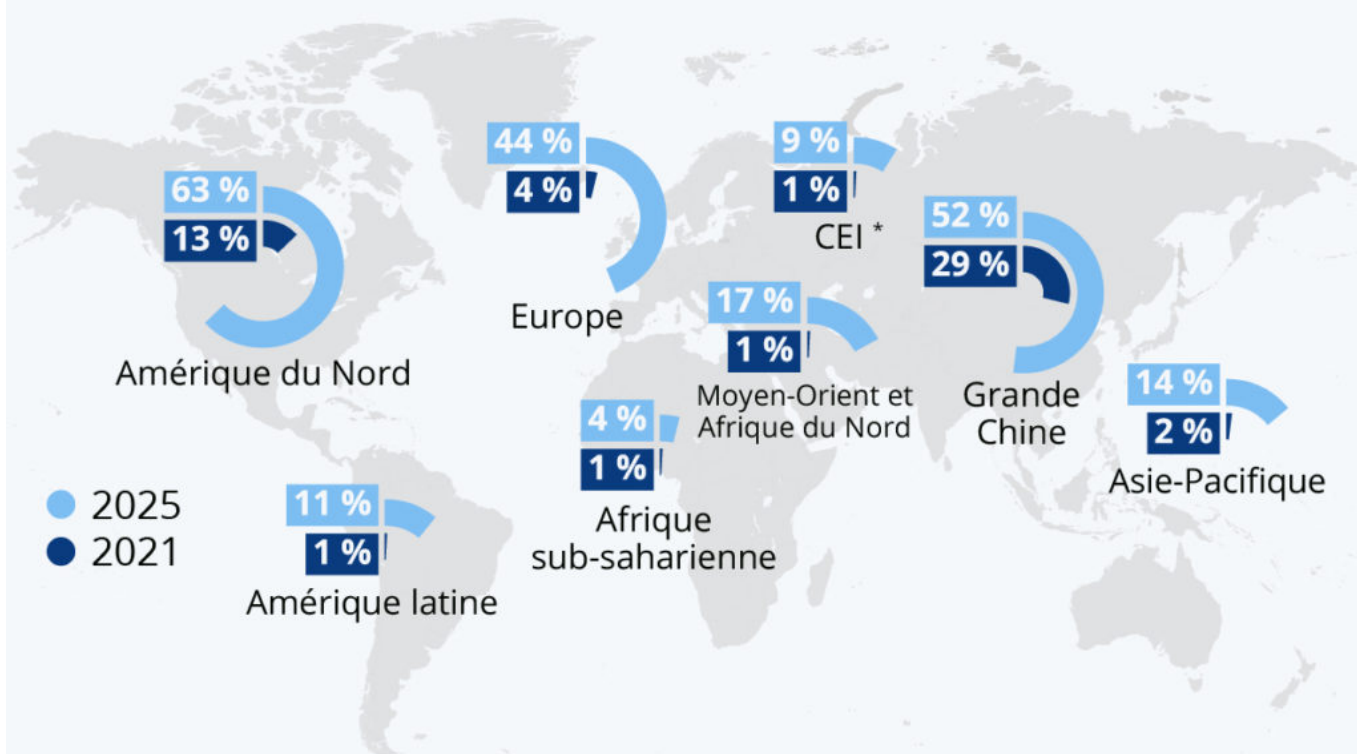 63 %
13 %
Amérique du Nord
44 %
4 %
Europe
9 %
1 %
CEI *
52 %
29 %
Grande
Chine
17 %
1 %
Moyen-Orient et
Afrique du Nord
14 %
2 %
Asie-Pacifique
4 %
1 %
Afrique
sub-saharienne
11 %
1 %
Amérique latine
2025
2021